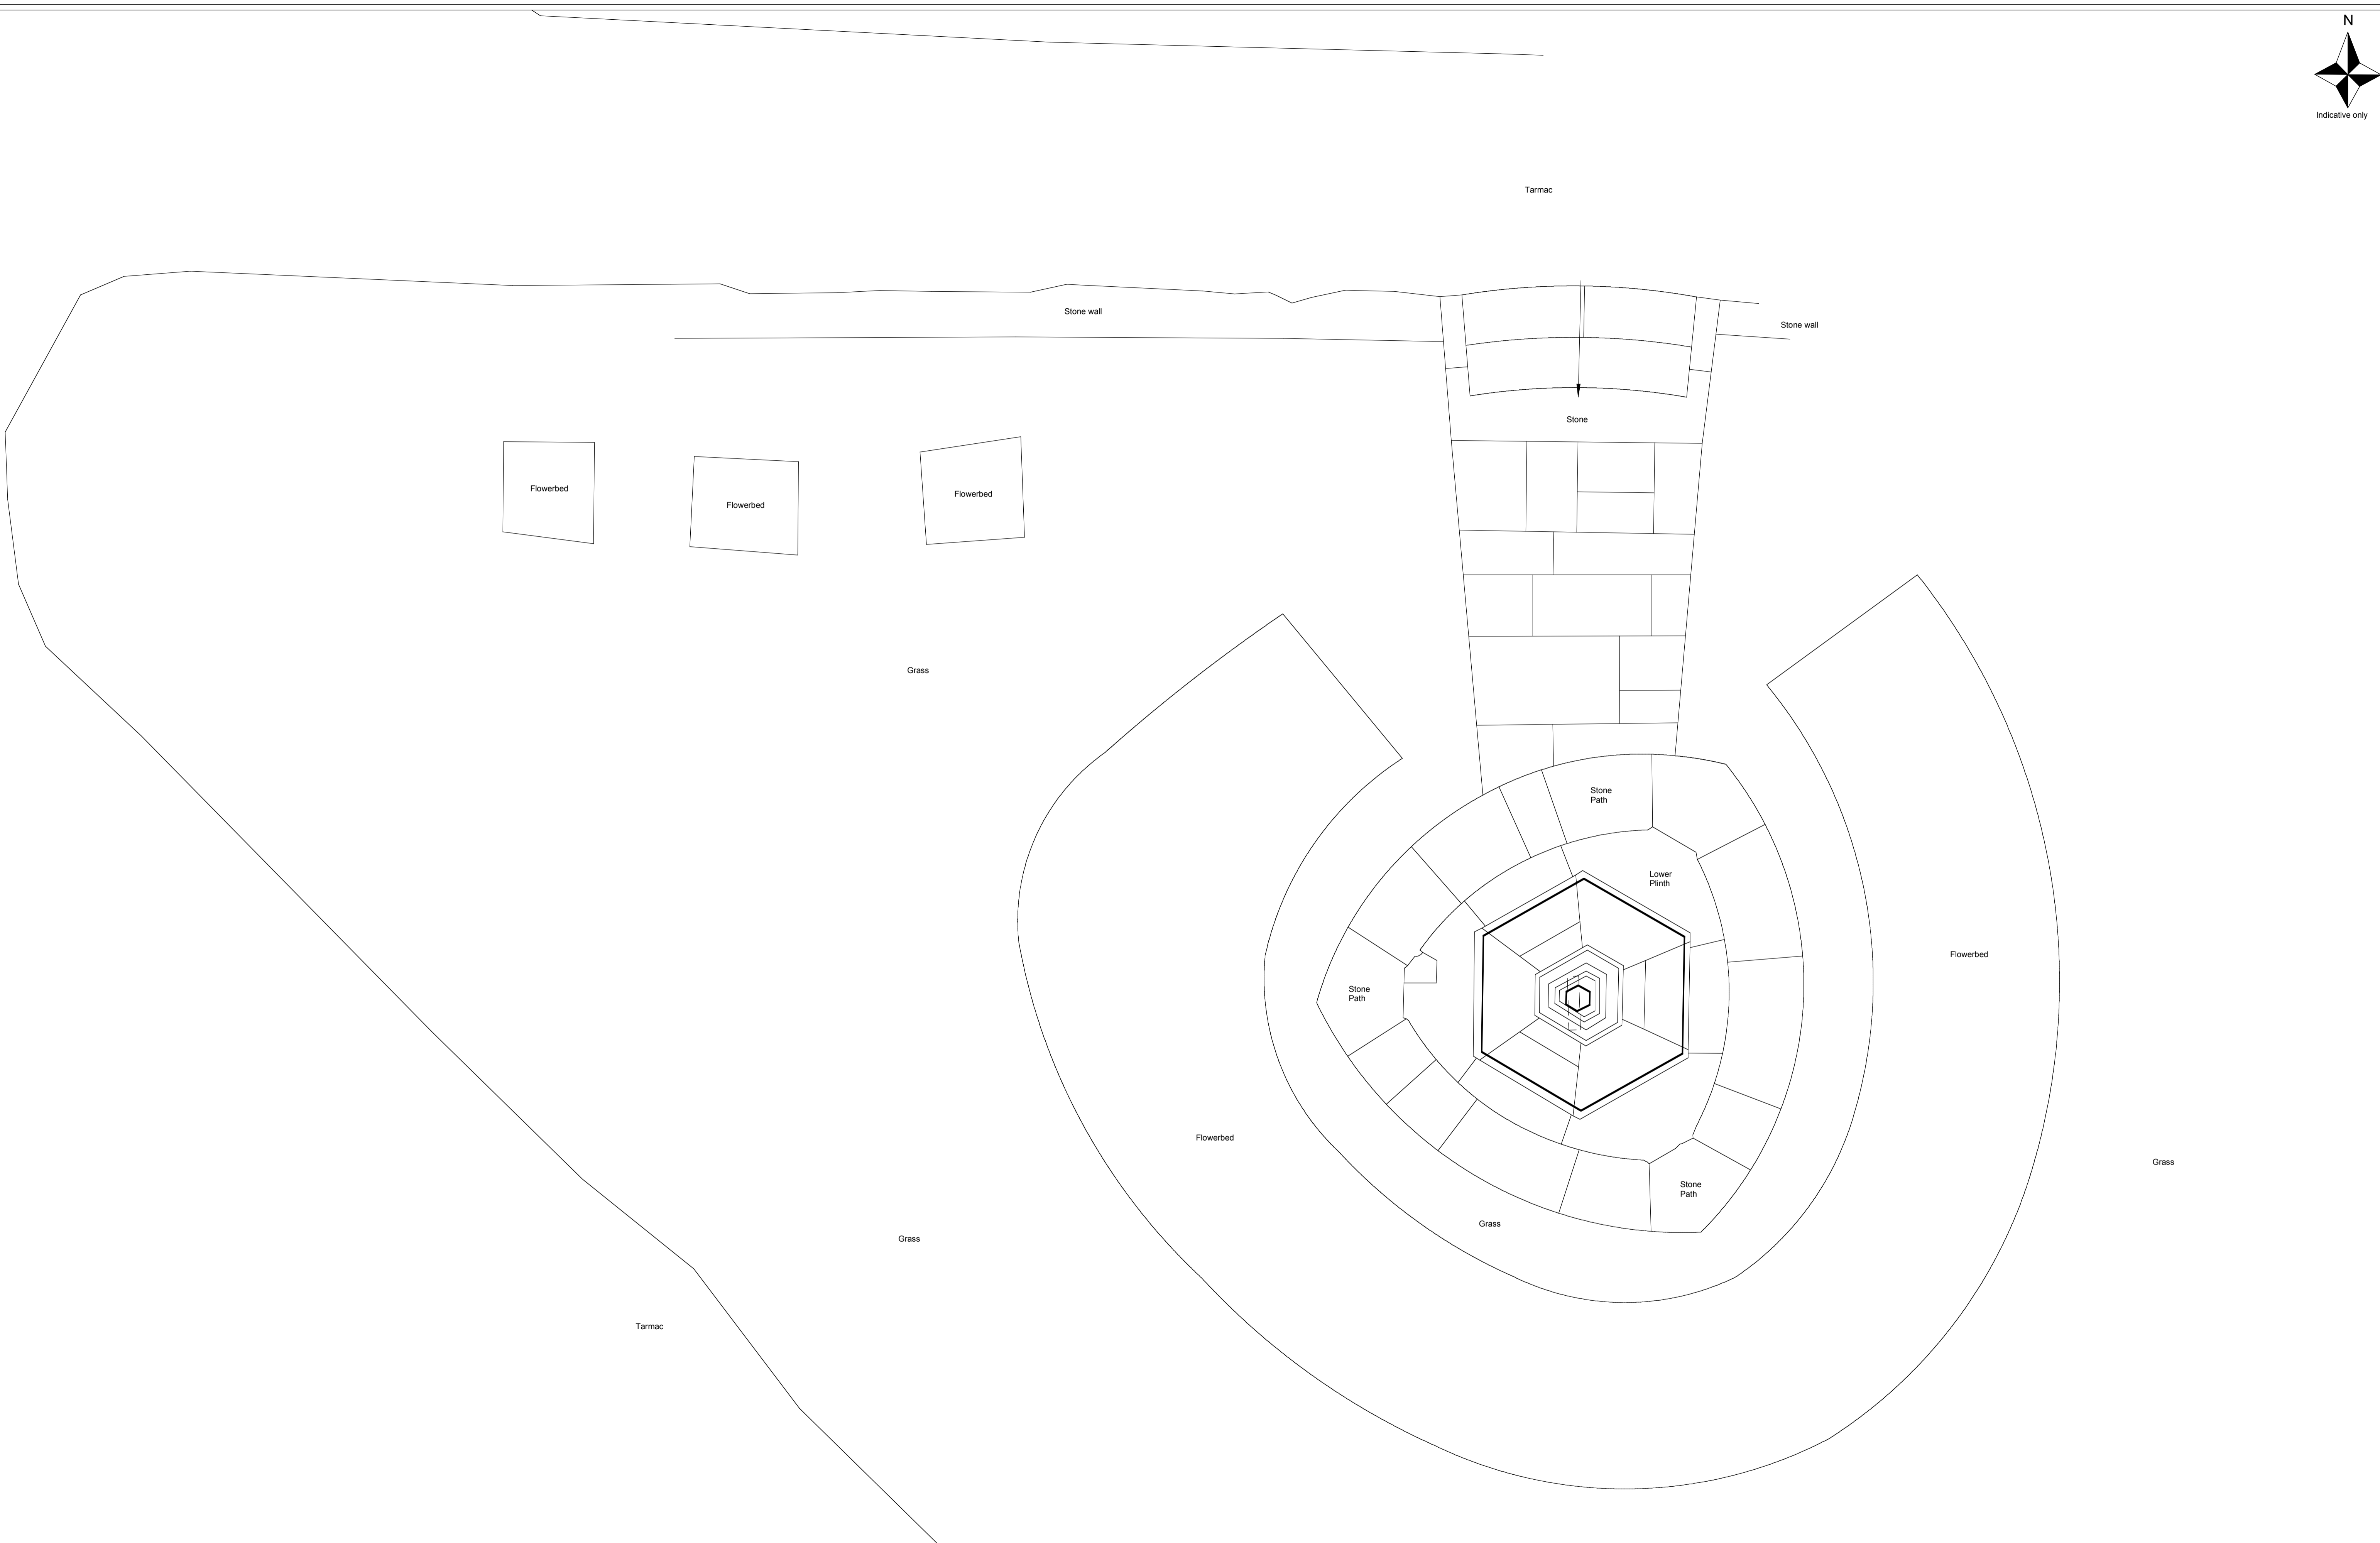 N
Indicative only
Tarmac
Stone wall
Stone wall
Stone
Flowerbed
Flowerbed
Flowerbed
Grass
Stone
Path
Lower
Plinth
Flowerbed
Stone
Path
Flowerbed
Grass
Stone
Path
Grass
Grass
Tarmac